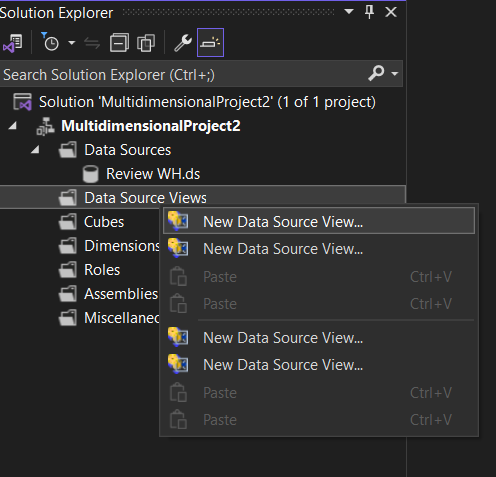 Solution Explorer
Search Solution Explorer (Ctrl+;)
Solution 'MultidimensionalProject2' (1 of 1 project)
MultidimensionalProject2
Data Sources
Review WH.ds
Data Source Views
Cubes
Dimensions
Roles
Assemblies
Miscellanec
New Data Source View...
New Data Source View...
Paste Ctrl+V
Paste Ctrl+V
New Data Source View...
New Data Source View...
Paste Ctrl+V
Paste Ctrl+V